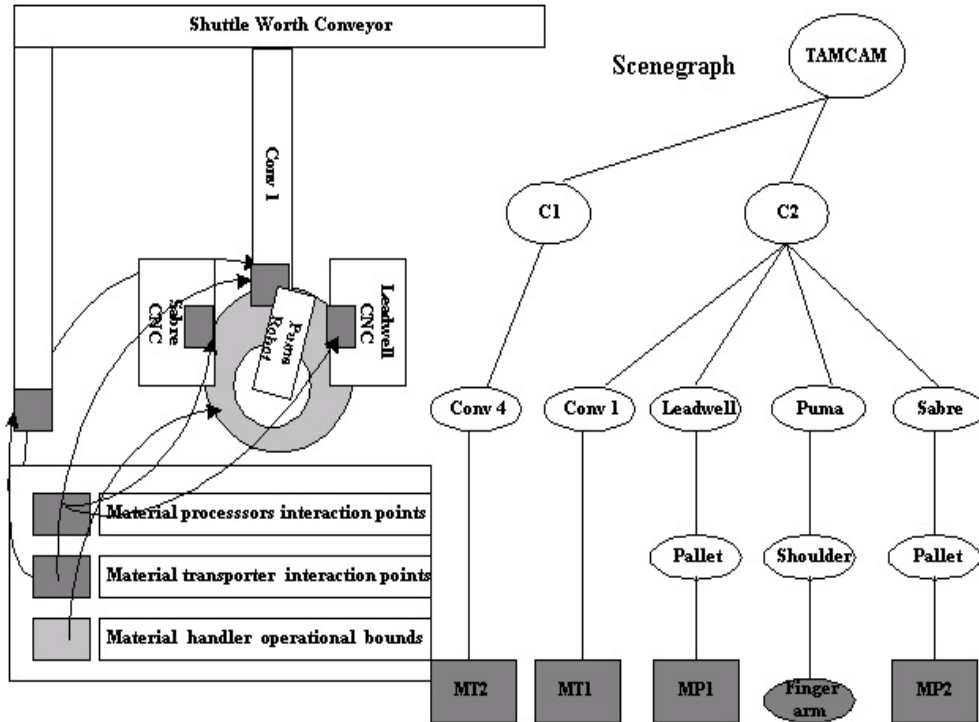 Shuttle Worth Conveyor
Scenegraph
TAMCAM
Conv 1
C1
C2
Sabre
CNC
Puma
Robot
Leadwell
CNC
Conv 4
Conv 1
Leadwell
Puma
Sabre
Material processsors interaction points
Material transporter interaction points
Material handler operational bounds
Pallet
Shoulder
Pallet
MT2
MT1
MP1
Finger
arm
MP2